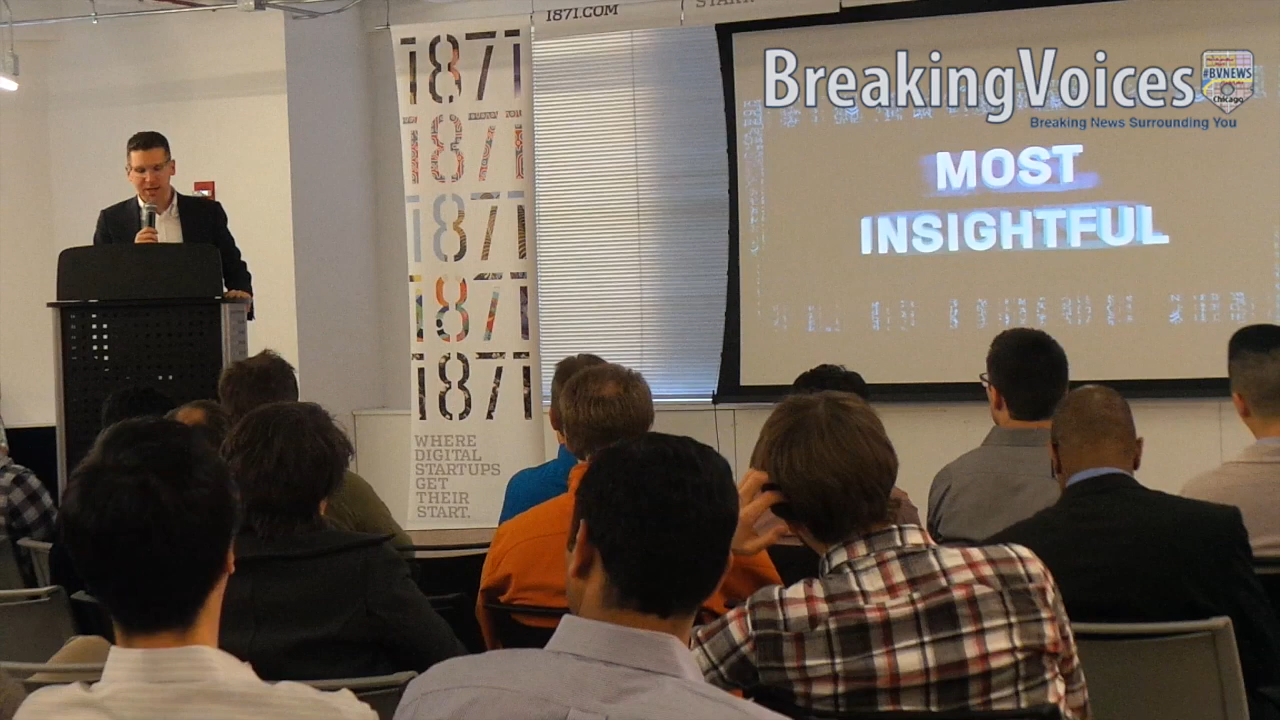 1871.COM
START.
1871
1871
1871
1871
1871
WHERE
DIGITAL
STARTUPS
GET
THEIR
START.
BreakingVoices
#BVNEWS
Chicago
Breaking News Surrounding You
MOST
INSIGHTFUL